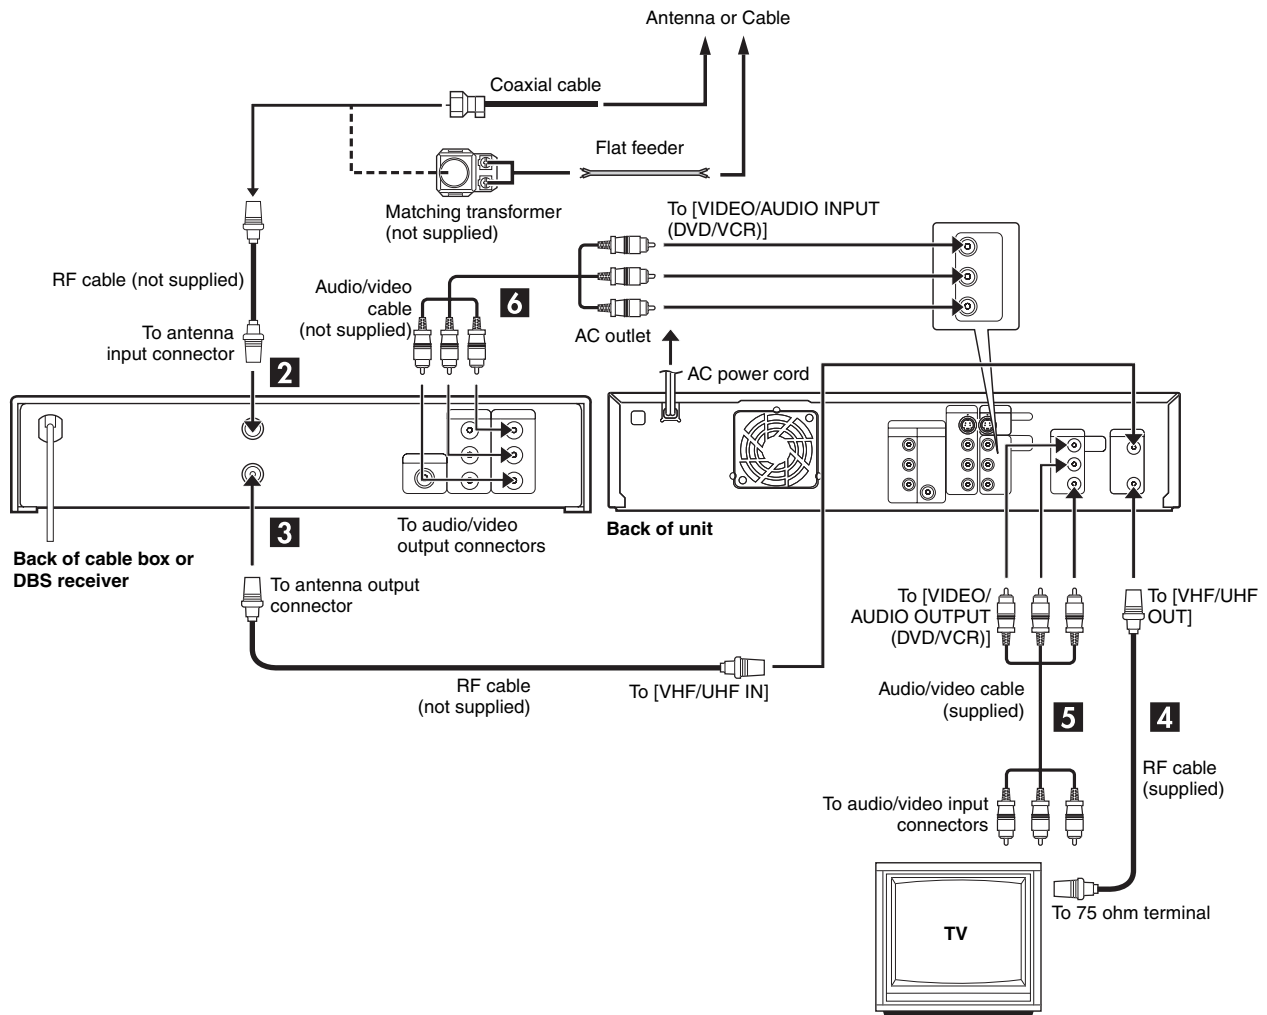 Antenna or Cable
Coaxial cable
Flat feeder
Matching transformer
(not supplied)
To [VIDEO/AUDIO INPUT
(DVD/VCR)]
RF cable (not supplied)
Audio/video
cable
(not supplied)
6
To antenna
input connector
2
AC outlet
AC power cord
3
To audio/video
output connectors
Back of unit
Back of cable box or
DBS receiver
To antenna output
connector
To [VIDEO/
AUDIO OUTPUT
(DVD/VCR)]
To [VHF/UHF
OUT]
RF cable
(not supplied)
To [VHF/UHF IN]
Audio/video cable
(supplied)
5
4
RF cable
(supplied)
To audio/video input
connectors
To 75 ohm terminal
TV